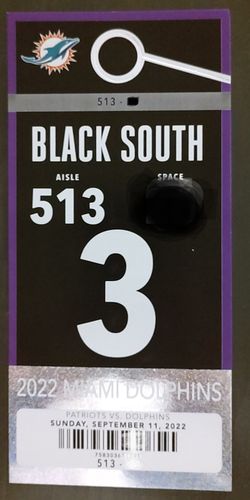 513 -
BLACK SOUTH
AISLE SPACE
513
3
2022 MIAMI DOLPHINS
PATRIOTS VS. DOLPHINS
SUNDAY, SEPTEMBER 11, 2022
513 -